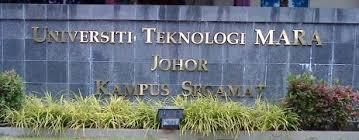 UNIVERSITI TEKNOLOGI MARA
JOHOR
KAMPUS SEGAMAT